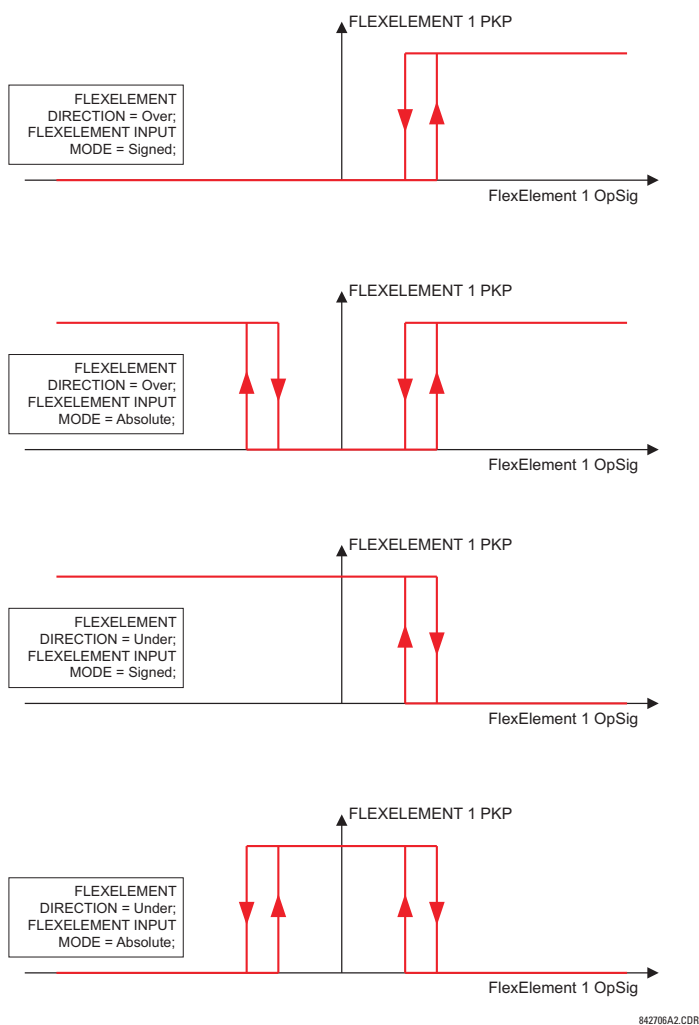 FLEXELEMENT 1 PKP
FLEXELEMENT
DIRECTION = Over;
FLEXELEMENT INPUT
MODE = Signed;
FlexElement 1 OpSig
FLEXELEMENT 1 PKP
FLEXELEMENT
DIRECTION = Over;
FLEXELEMENT INPUT
MODE = Absolute;
FlexElement 1 OpSig
FLEXELEMENT 1 PKP
FLEXELEMENT
DIRECTION = Under;
FLEXELEMENT INPUT
MODE = Signed;
FlexElement 1 OpSig
FLEXELEMENT 1 PKP
FLEXELEMENT
DIRECTION = Under;
FLEXELEMENT INPUT
MODE = Absolute;
FlexElement 1 OpSig
842706A2.CDR